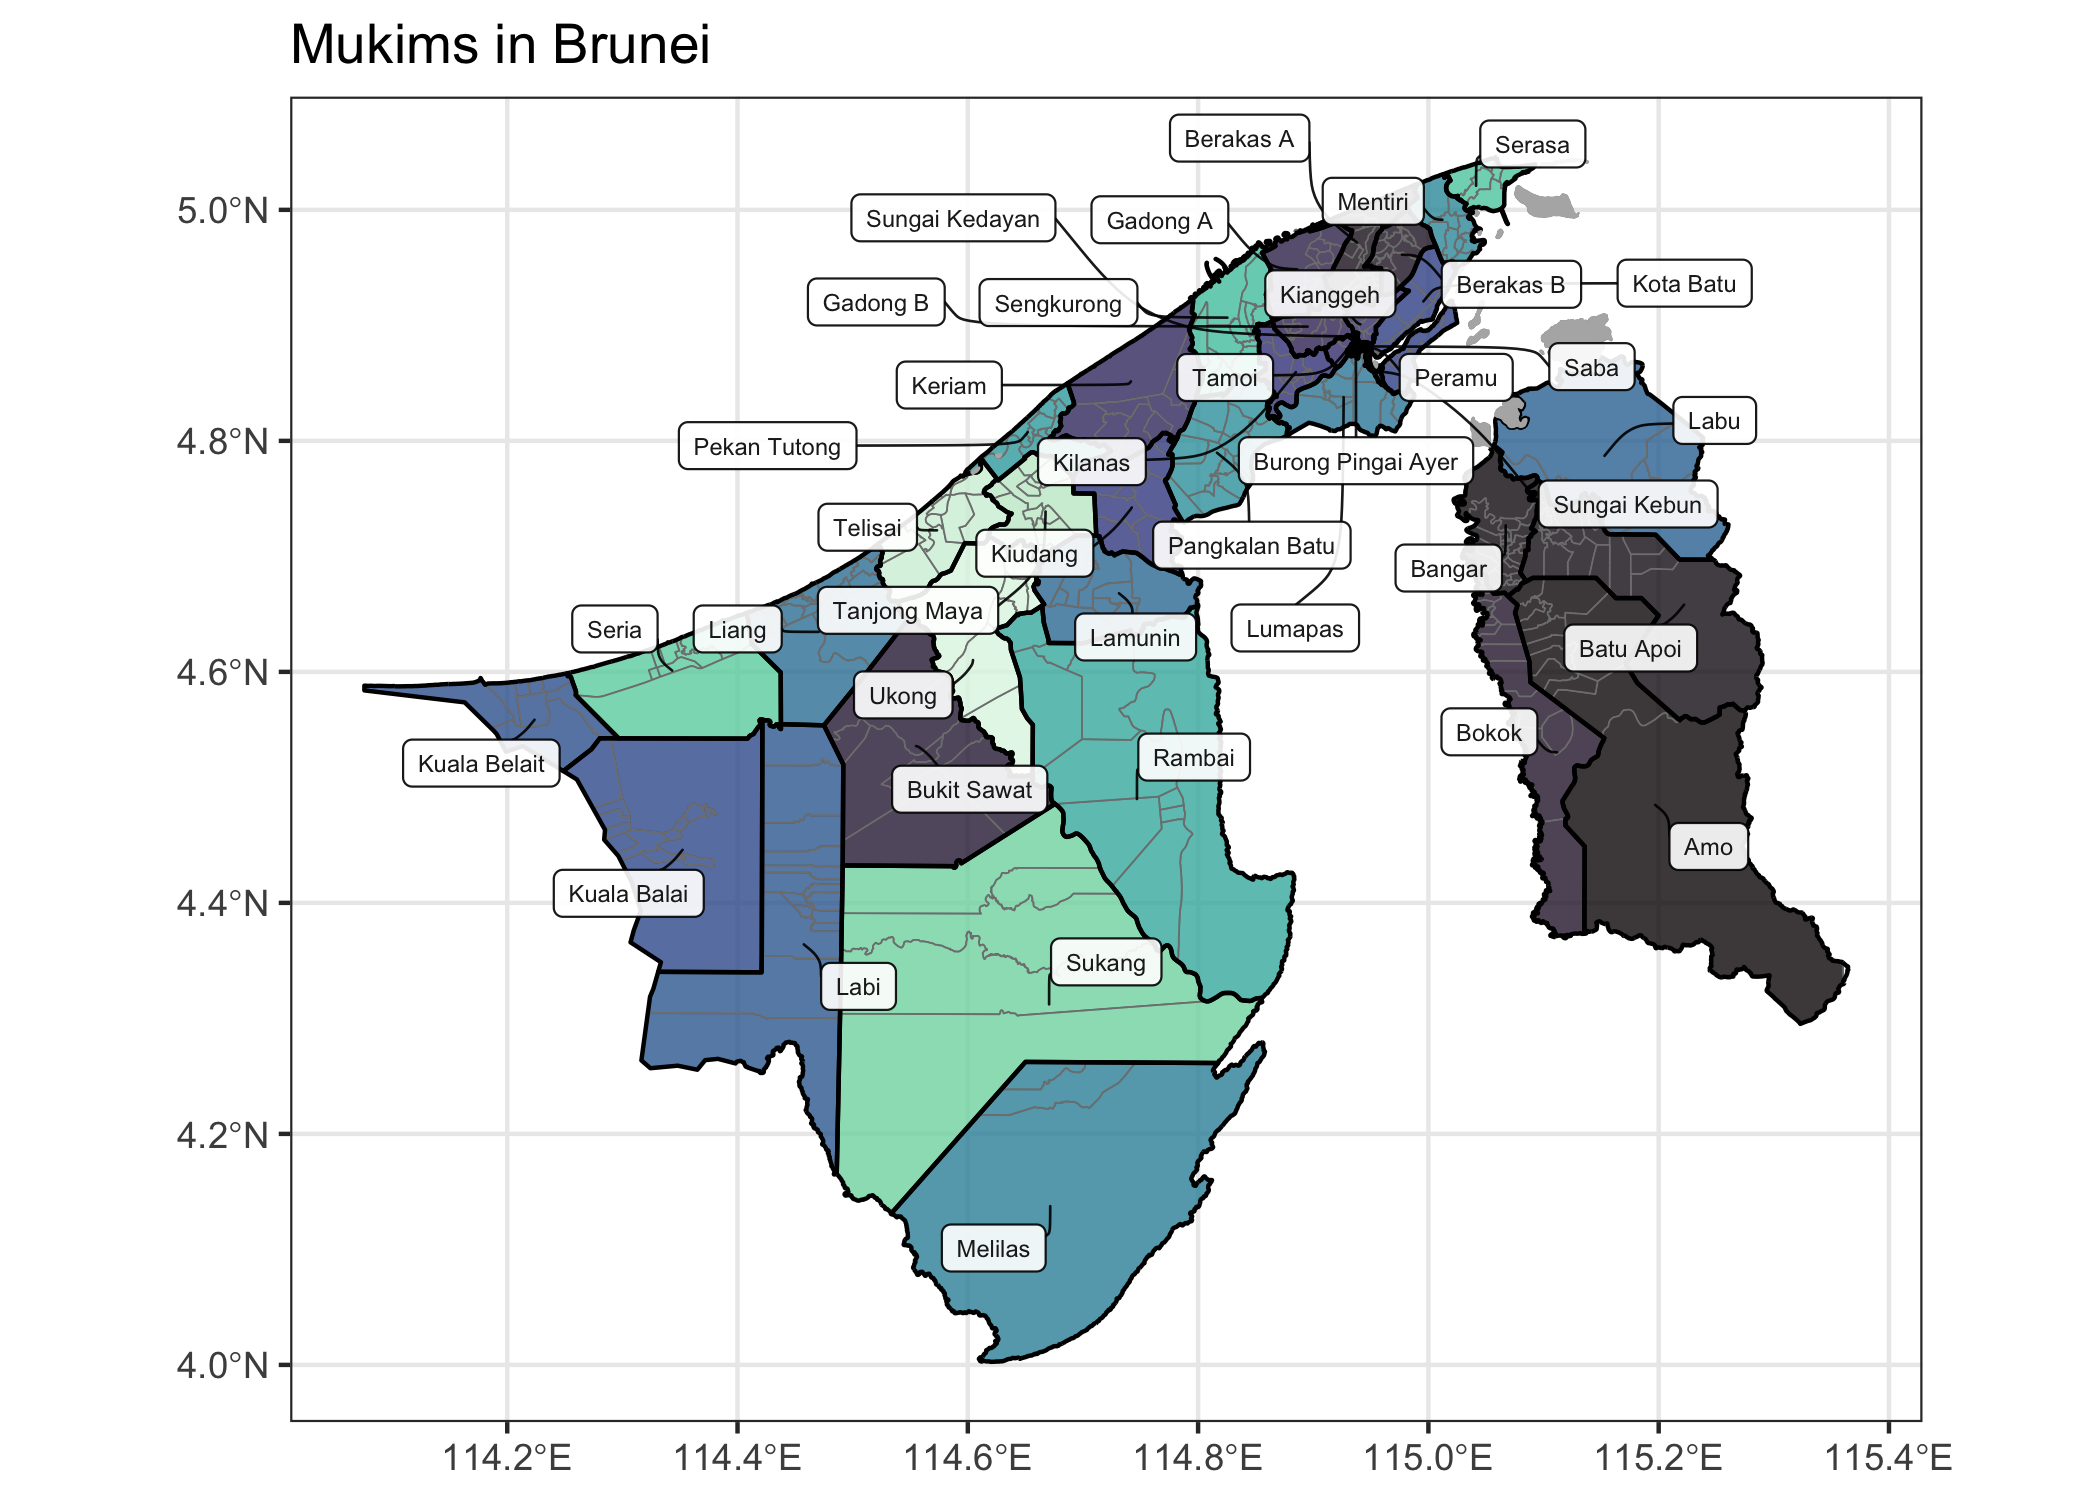 Mukims in Brunei
Berakas A
Serasa
Mentiri
5.0°N
Sungai Kedayan
Gadong A
Gadong B
Sengkurong
Kianggeh
Berakas B
Kota Batu
Keriam
Tamoi
Peramu
Saba
4.8°N
Pekan Tutong
Kilanas
Burong Pingai Ayer
Labu
Telisai
Kiudang
Pangkalan Batu
Sungai Kebun
Bangar
Seria
Liang
Tanjong Maya
Lamunin
Lumapas
Batu Apoi
4.6°N
Ukong
Kuala Belait
Bukit Sawat
Rambai
Bokok
Amo
4.4°N
Kuala Balai
Labi
Sukang
4.2°N
Melilas
4.0°N
114.2°E
114.4°E
114.6°E
114.8°E
115.0°E
115.2°E
115.4°E